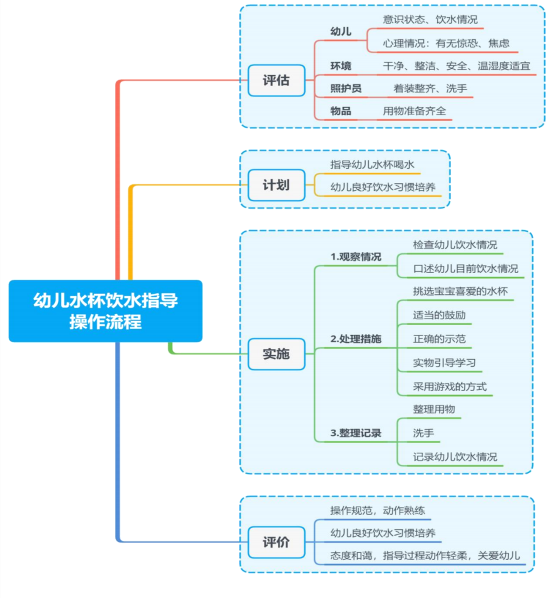 幼儿水杯饮水指导
操作流程
评估
幼儿
意识状态、饮水情况
心理情况：有无惊恐、焦虑
环境
干净、整洁、安全、温湿度适宜
照护员
着装整齐、洗手
物品
用物准备齐全
计划
指导幼儿水杯喝水
幼儿良好饮水习惯培养
实施
1.观察情况
检查幼儿饮水情况
口述幼儿目前饮水情况
2.处理措施
挑选宝宝喜爱的水杯
适当的鼓励
正确的示范
实物引导学习
采用游戏的方式
3.整理记录
整理用物
洗手
记录幼儿饮水情况
评价
操作规范，动作熟练
幼儿良好饮水习惯培养
态度和蔼，指导过程动作轻柔，关爱幼儿